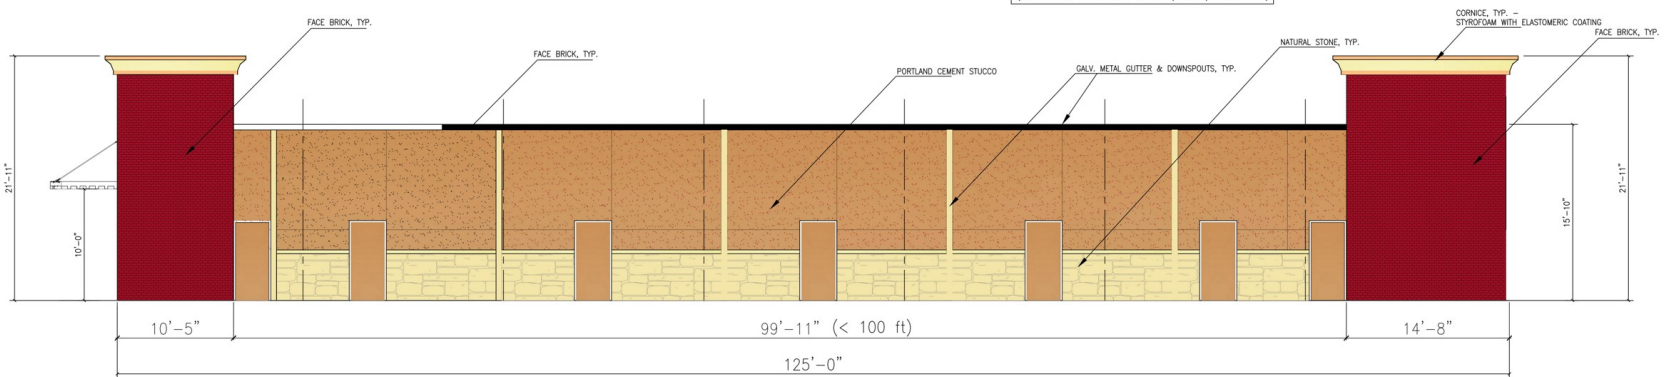 CORNICE, TYP. –
STYROFOAM WITH ELASTOMERIC COATING
FACE BRICK, TYP.
FACE BRICK, TYP.
NATURAL STONE, TYP.
FACE BRICK, TYP.
PORTLAND CEMENT STUCCO
GALV. METAL GUTTER & DOWNSPOUTS, TYP.
21'-11"
10'-0"
15'-10"
21'-11"
10'-5"
99'-11" (< 100 ft)
14'-8"
125'-0"